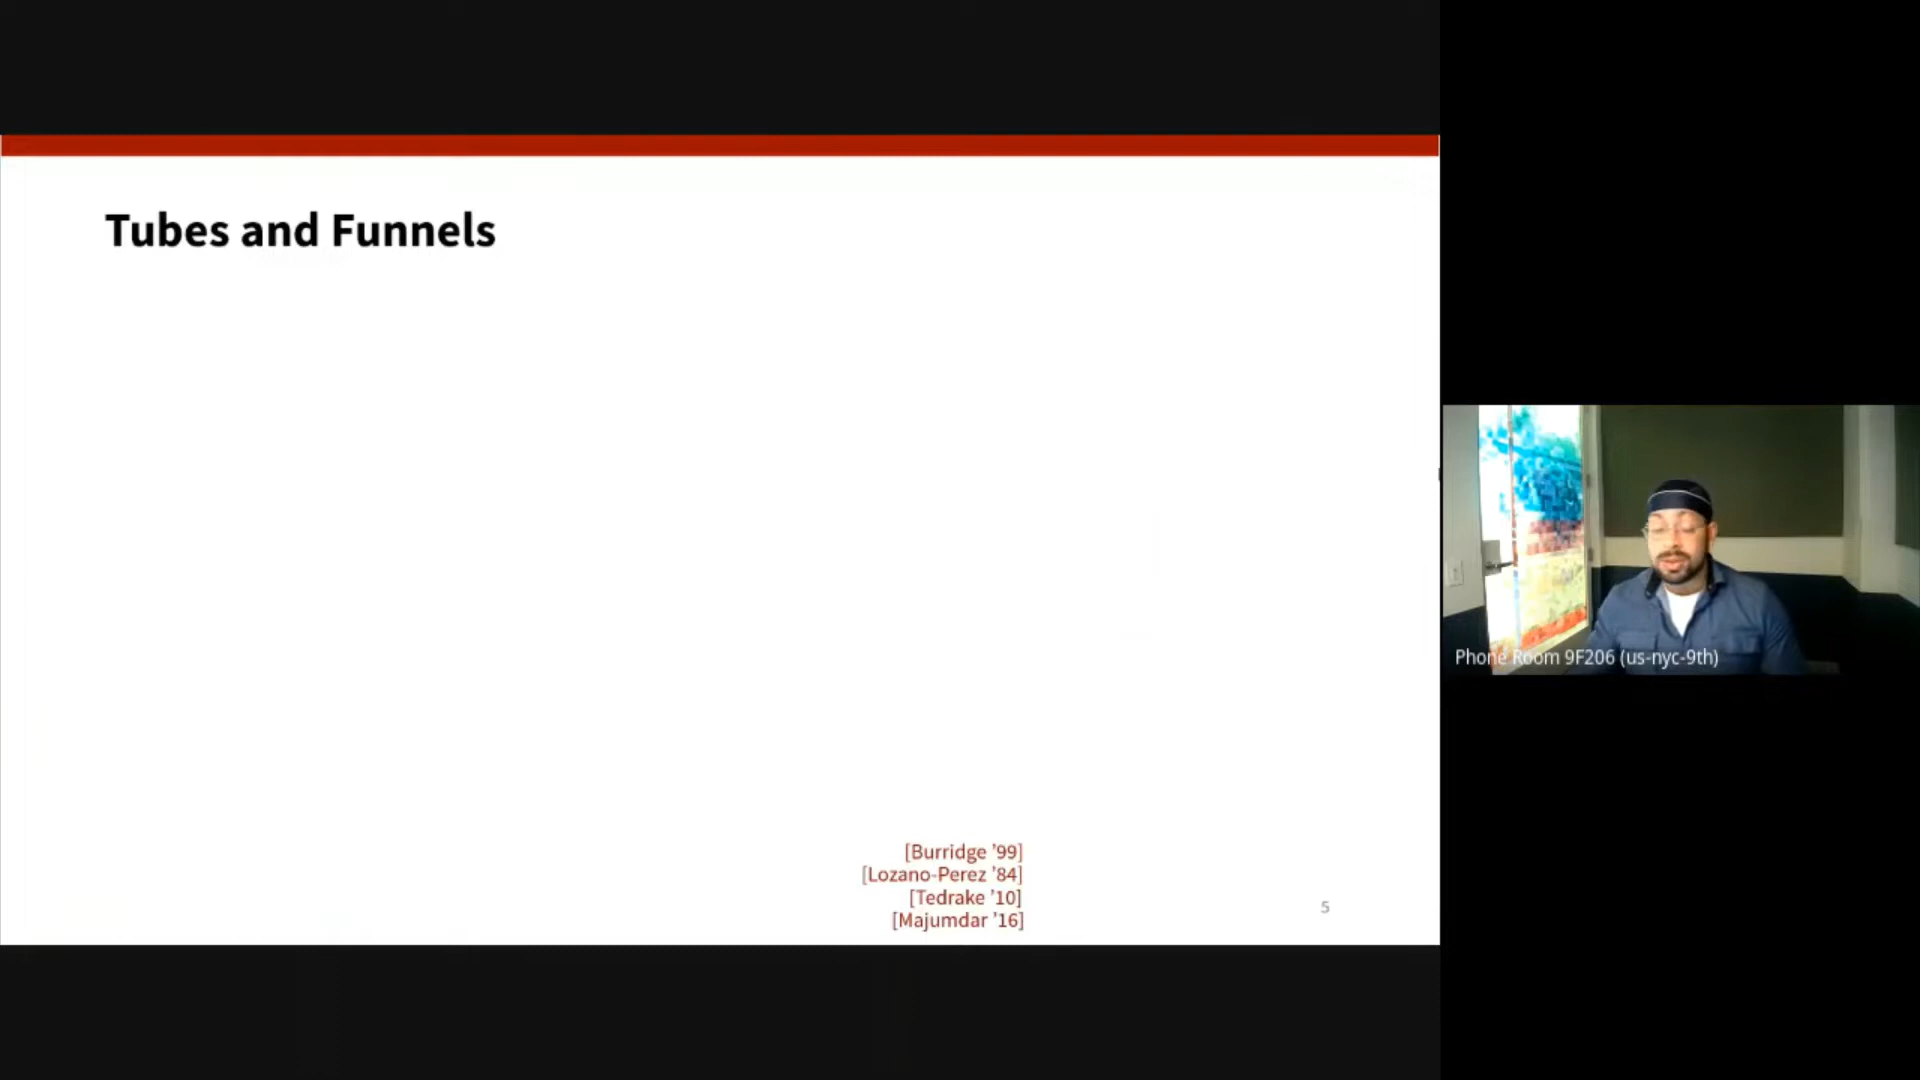 Tubes and Funnels
[Burridge ’99]
[Lozano-Perez ’84]
[Tedrake ’10]
[Majumdar ’16]
5
Phone Room 9F206 (us-nyc-9th)